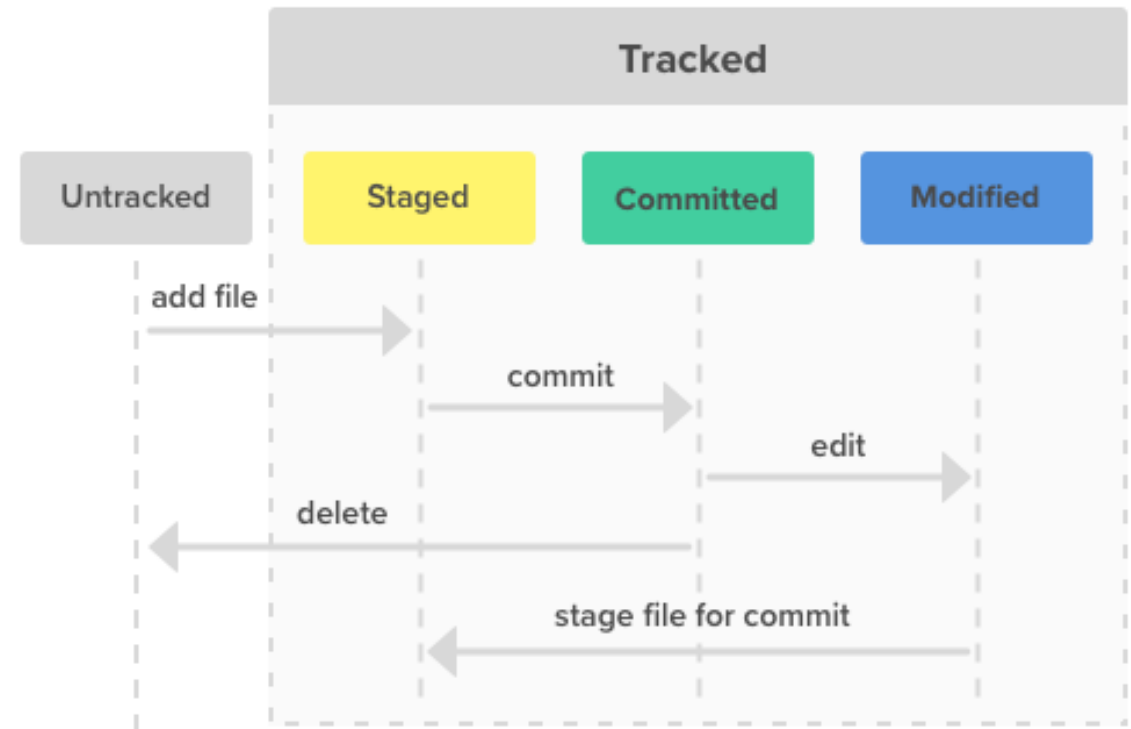 Tracked
Untracked
Staged
Committed
Modified
add file
commit
edit
delete
stage file for commit